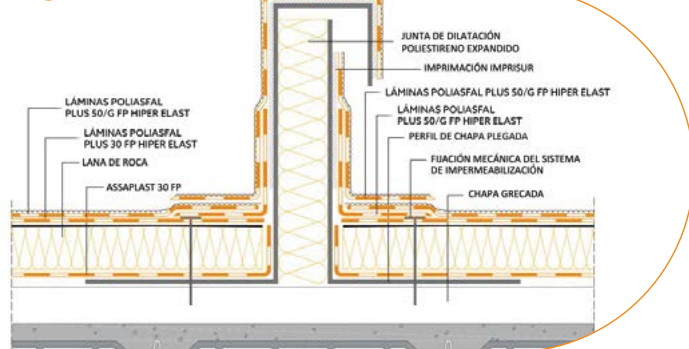 JUNTA DE DILATACIÓN
POLIESTIRENO EXPANDIDO
IMPRIMACIÓN IMPRISUR
LÁMINAS POLIASFAL PLUS 50/G FP HIPER ELAST
LÁMINAS POLIASFAL
PLUS 50/G FP HIPER ELAST
PERFIL DE CHAPA PLEGADA
FIJACIÓN MECÁNICA DEL SISTEMA
DE IMPERMEABILIZACIÓN
CHAPA GRECADA
LÁMINAS POLIASFAL
PLUS 50/G FP HIPER ELAST
LÁMINAS POLIASFAL
PLUS 30 FP HIPER ELAST
LANA DE ROCA
ASSAPLAST 30 FP